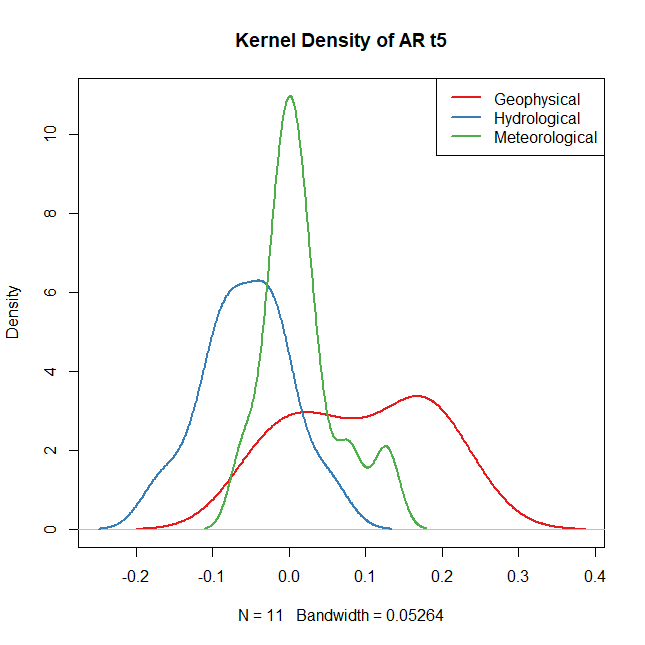 Kernel Density of AR t5
Geophysical
Hydrological
Meteorological
Density
10
8
6
4
2
0
-0.2 -0.1 0.0 0.1 0.2 0.3 0.4
N = 11 Bandwidth = 0.05264